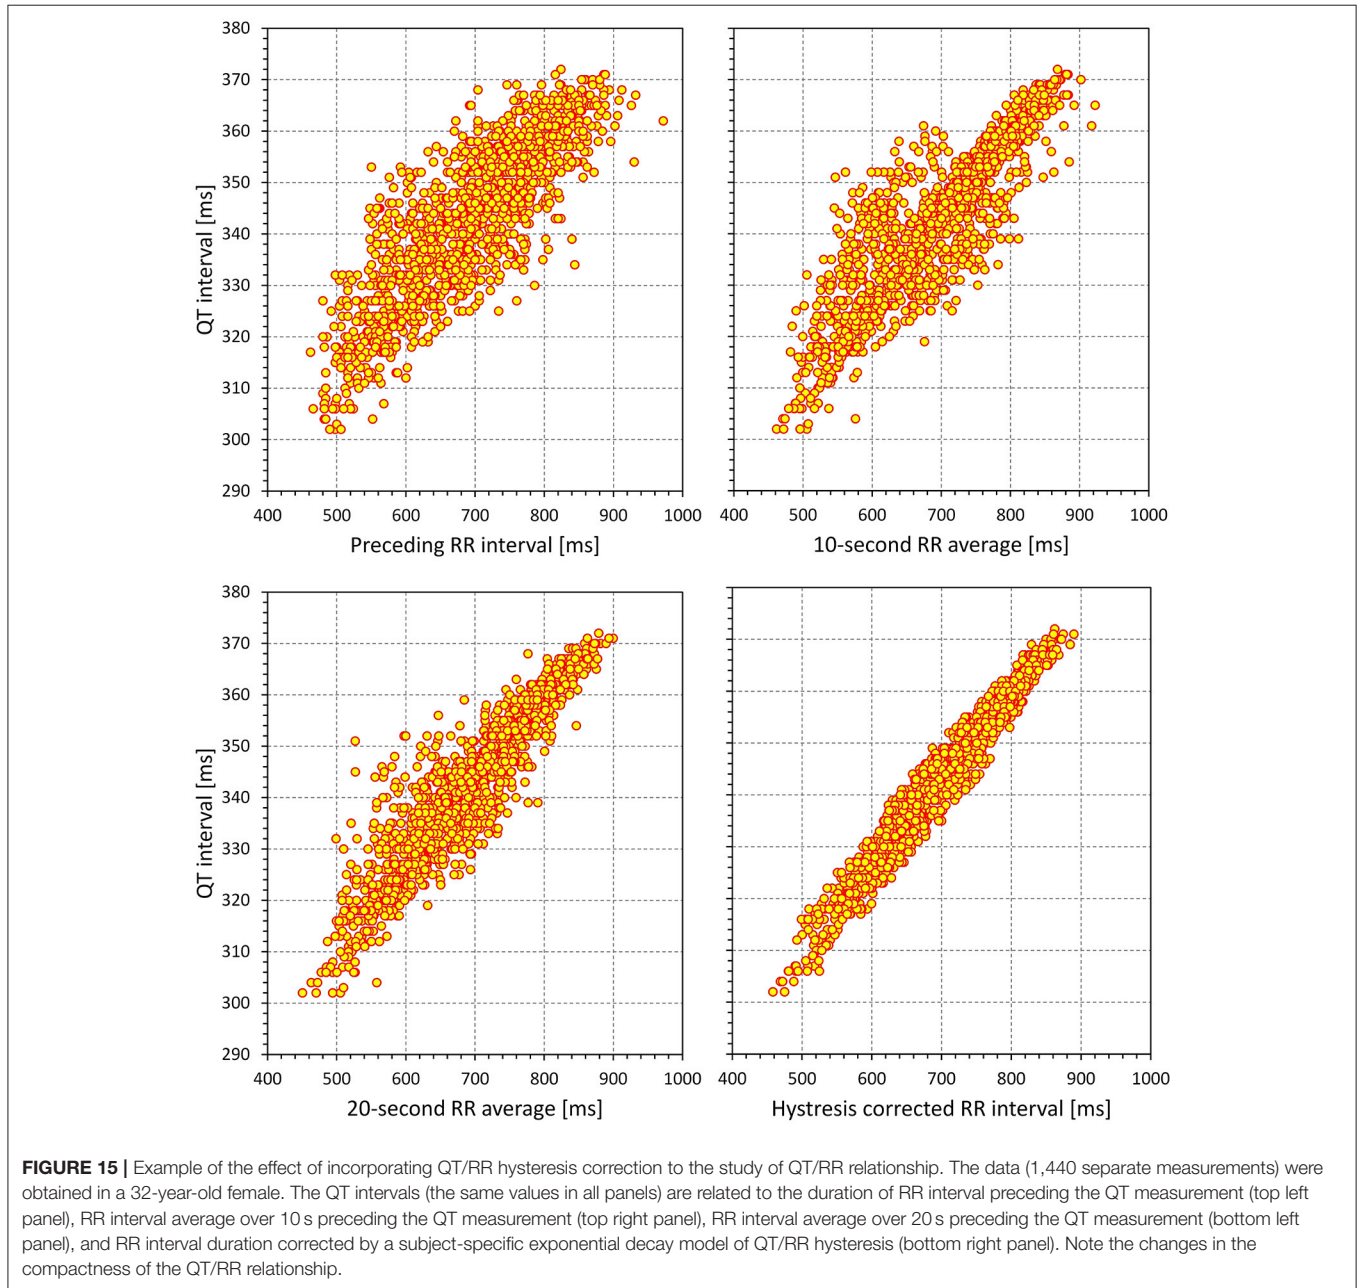 380
370
360
350
340
330
320
310
300
290
QT interval [ms]
400 500 600 700 800 900 1000
Preceding RR interval [ms]
400 500 600 700 800 900 1000
10-second RR average [ms]
380
370
360
350
340
330
320
310
300
290
QT interval [ms]
400 500 600 700 800 900 1000
20-second RR average [ms]
400 500 600 700 800 900 1000
Hystresis corrected RR interval [ms]
FIGURE 15 | Example of the effect of incorporating QT/RR hysteresis correction to the study of QT/RR relationship. The data (1,440 separate measurements) were
obtained in a 32-year-old female. The QT intervals (the same values in all panels) are related to the duration of RR interval preceding the QT measurement (top left
panel), RR interval average over 10 s preceding the QT measurement (top right panel), RR interval average over 20 s preceding the QT measurement (bottom left
panel), and RR interval duration corrected by a subject-specific exponential decay model of QT/RR hysteresis (bottom right panel). Note the changes in the
compactness of the QT/RR relationship.